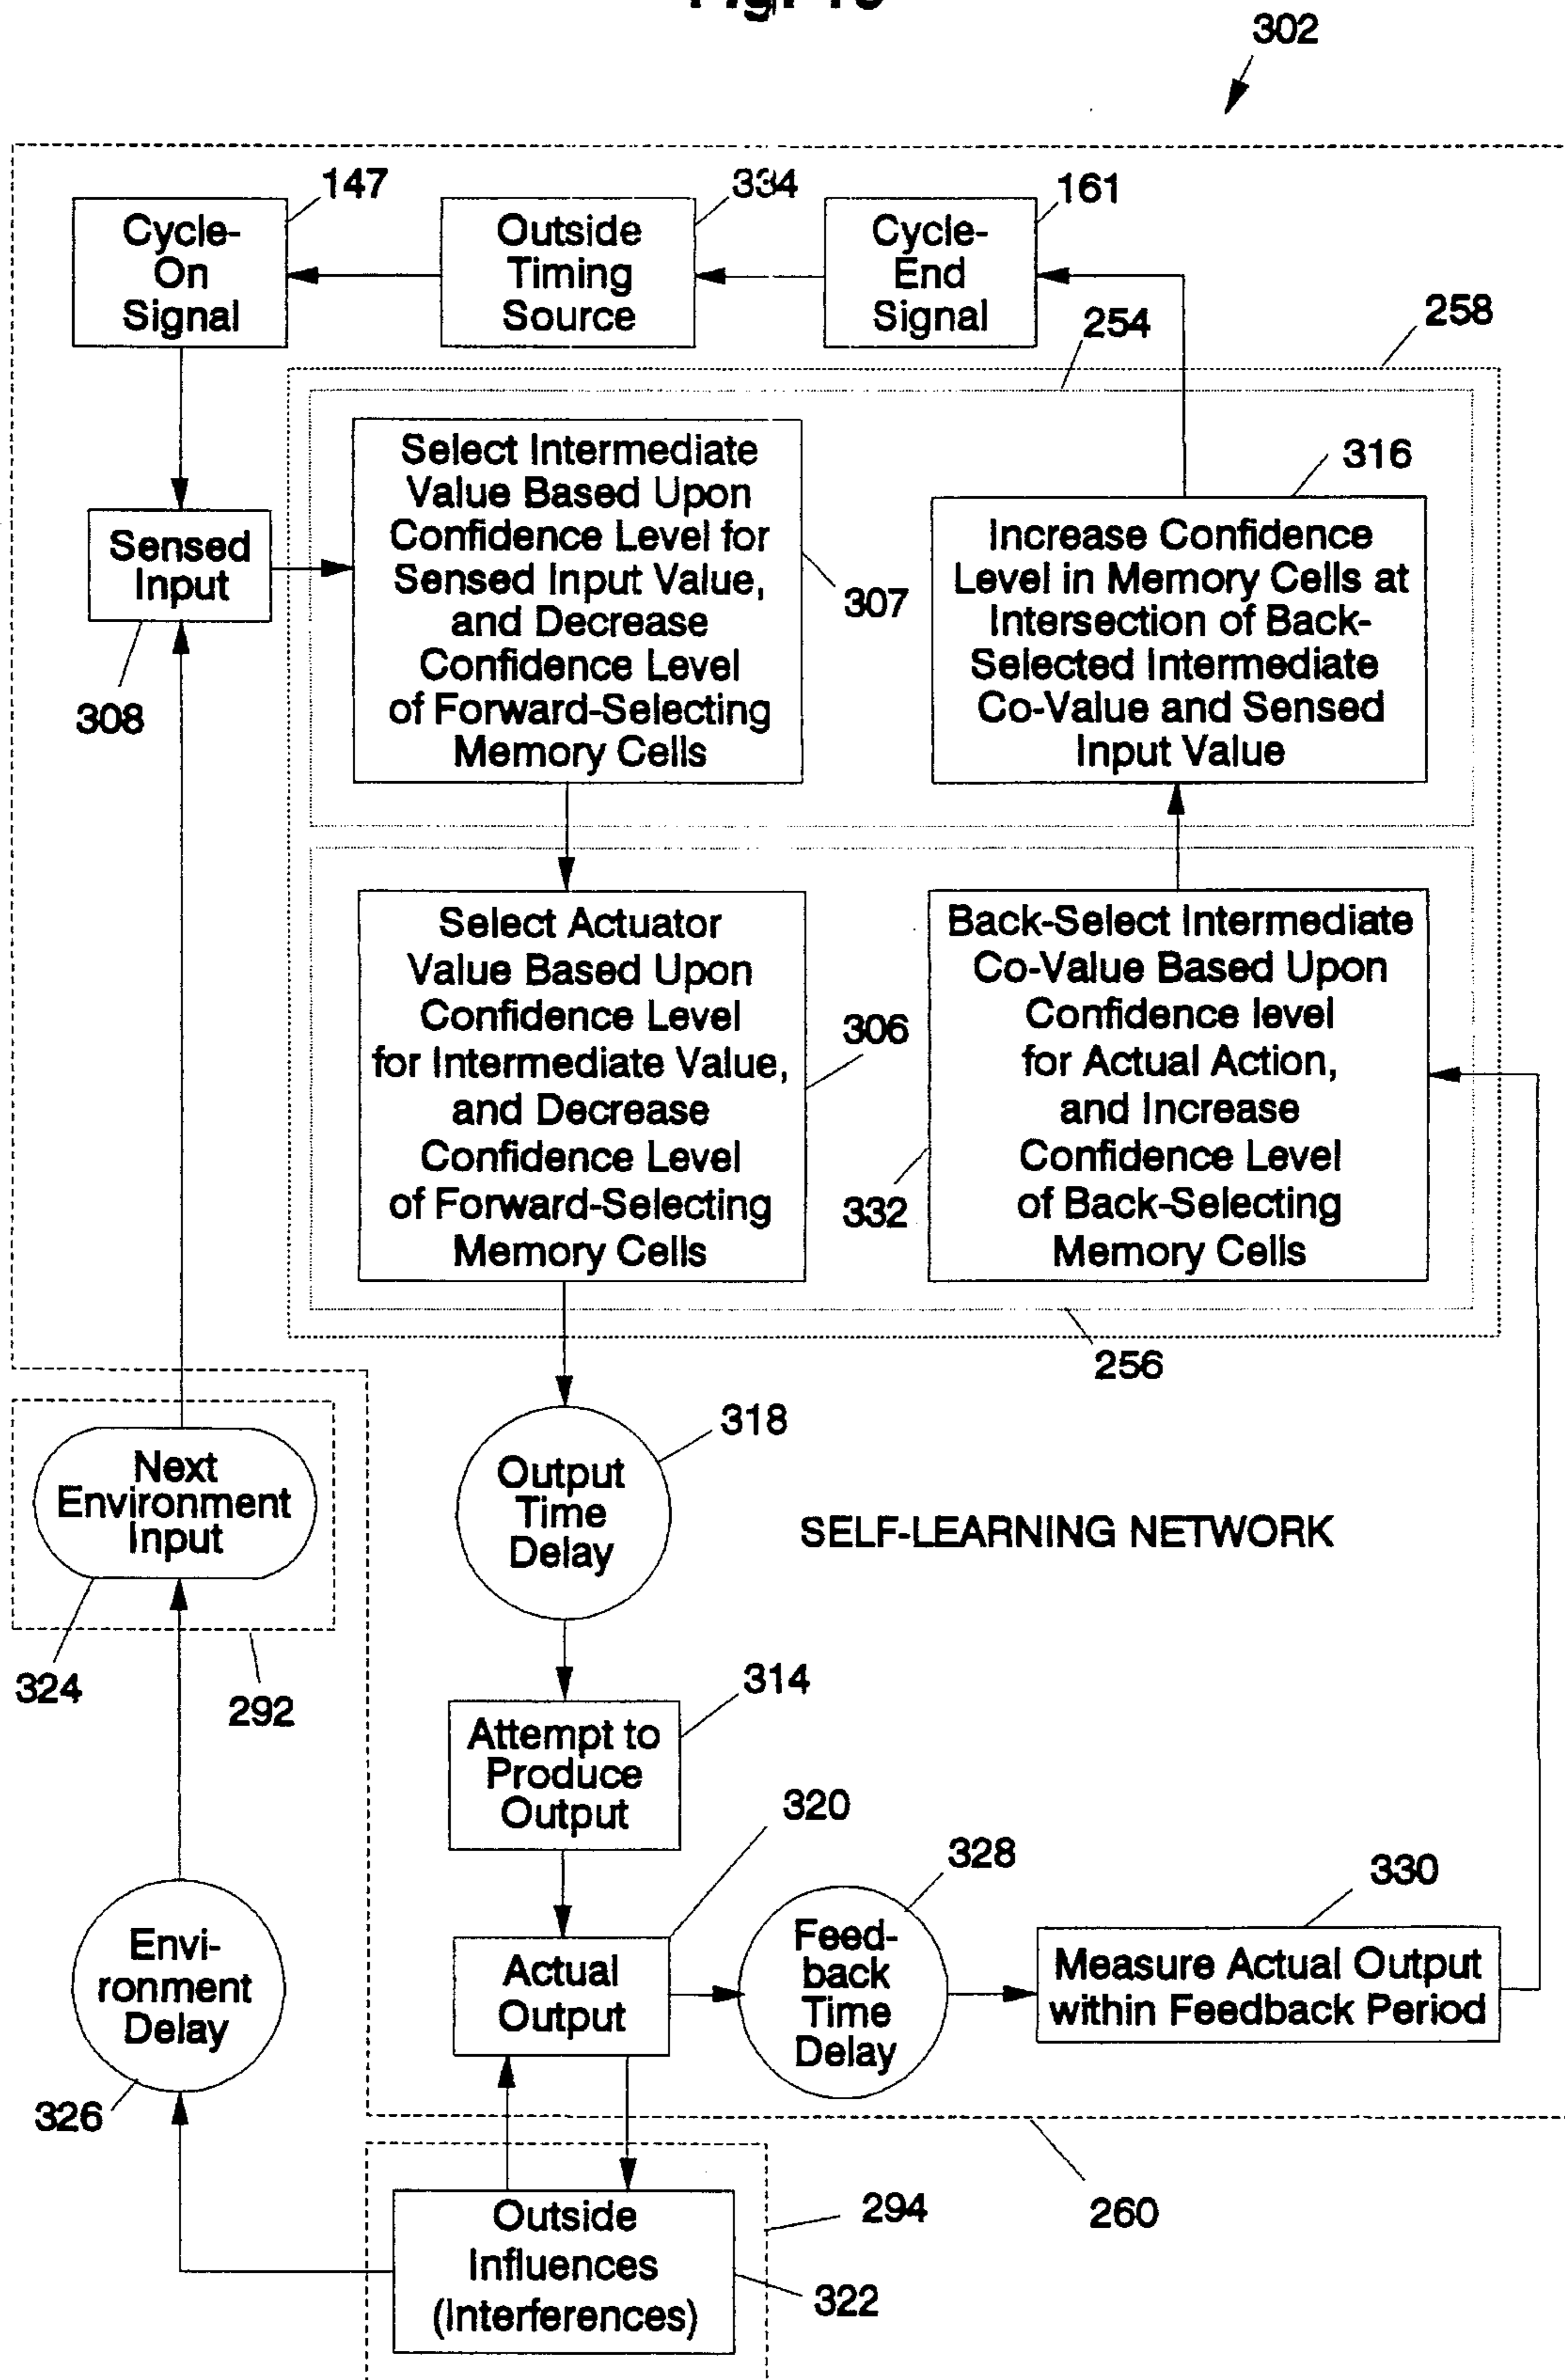 302
147
334
161
Cycle-
On
Signal
Outside
Timing
Source
Cycle-
End
Signal
254
258
Select Intermediate
Value Based Upon
Confidence Level for
Sensed Input Value,
and Decrease
Confidence Level
of Forward-Selecting
Memory Cells
307
316
Increase Confidence
Level in Memory Cells at
Intersection of Back-
Selected Intermediate
Co-Value and Sensed
Input Value
Sensed
Input
308
Select Actuator
Value Based Upon
Confidence Level
for Intermediate Value,
and Decrease
Confidence Level
of Forward-Selecting
Memory Cells
306
332
Back-Select Intermediate
Co-Value Based Upon
Confidence level
for Actual Action,
and Increase
Confidence Level
of Back-Selecting
Memory Cells
256
Next
Environment
Input
324
292
Output
Time
Delay
318
SELF-LEARNING NETWORK
Attempt to
Produce
Output
314
320
328
330
Envi-
ronment
Delay
326
Actual
Output
Feed-
back
Time
Delay
Measure Actual Output
within Feedback Period
260
294
Outside
Influences
(Interferences)
322